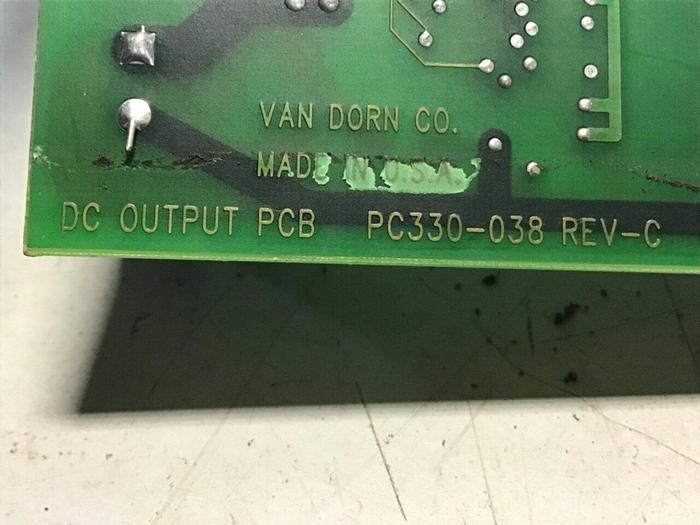 VAN DORN CO.
MADE IN U.S.A.
DC OUTPUT PCB PC330-038 REV-C